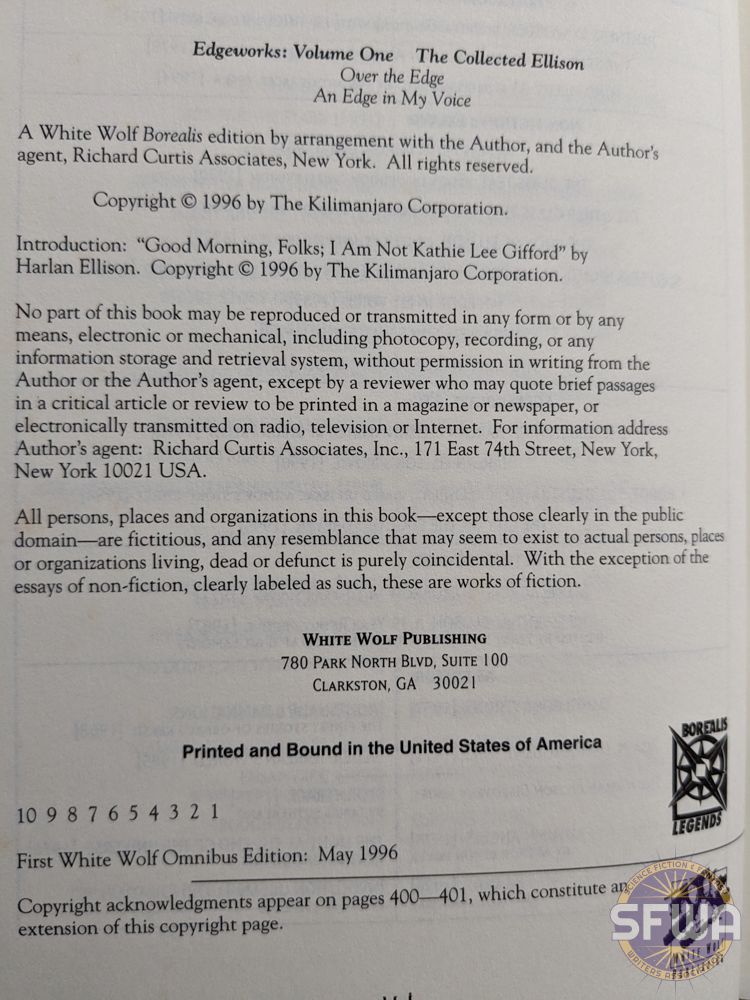 Edgeworks: Volume One The Collected Ellison
Over the Edge
An Edge in My Voice
A White Wolf Borealis edition by arrangement with the Author, and the Author's
agent, Richard Curtis Associates, New York. All rights reserved.
Copyright © 1996 by The Kilimanjaro Corporation.
Introduction: "Good Morning, Folks; I Am Not Kathie Lee Gifford" by
Harlan Ellison. Copyright © 1996 by The Kilimanjaro Corporation.
No part of this book may be reproduced or transmitted in any form or by any
means, electronic or mechanical, including photocopy, recording, or any
information storage and retrieval system, without permission in writing from the
Author or the Author's agent, except by a reviewer who may quote brief passages
in a critical article or review to be printed in a magazine or newspaper, or
electronically transmitted on radio, television or Internet. For information address
Author's agent: Richard Curtis Associates, Inc., 171 East 74th Street, New York,
New York 10021 USA.
All persons, places and organizations in this book—except those clearly in the public
domain—are fictitious, and any resemblance that may seem to exist to actual persons, places
or organizations living, dead or defunct is purely coincidental. With the exception of the
essays of non-fiction, clearly labeled as such, these are works of fiction.
WHITE WOLF PUBLISHING
780 PARK NORTH BLVD, SUITE 100
CLARKSTON, GA 30021
Printed and Bound in the United States of America
BOREALIS
LEGENDS
10 9 8 7 6 5 4 3 2 1
First White Wolf Omnibus Edition: May 1996
Copyright acknowledgments appear on pages 400—401, which constitute an
extension of this copyright page.
SCIENCE FICTION & FANTASY
SFWA
WRITERS ASSOCIATION